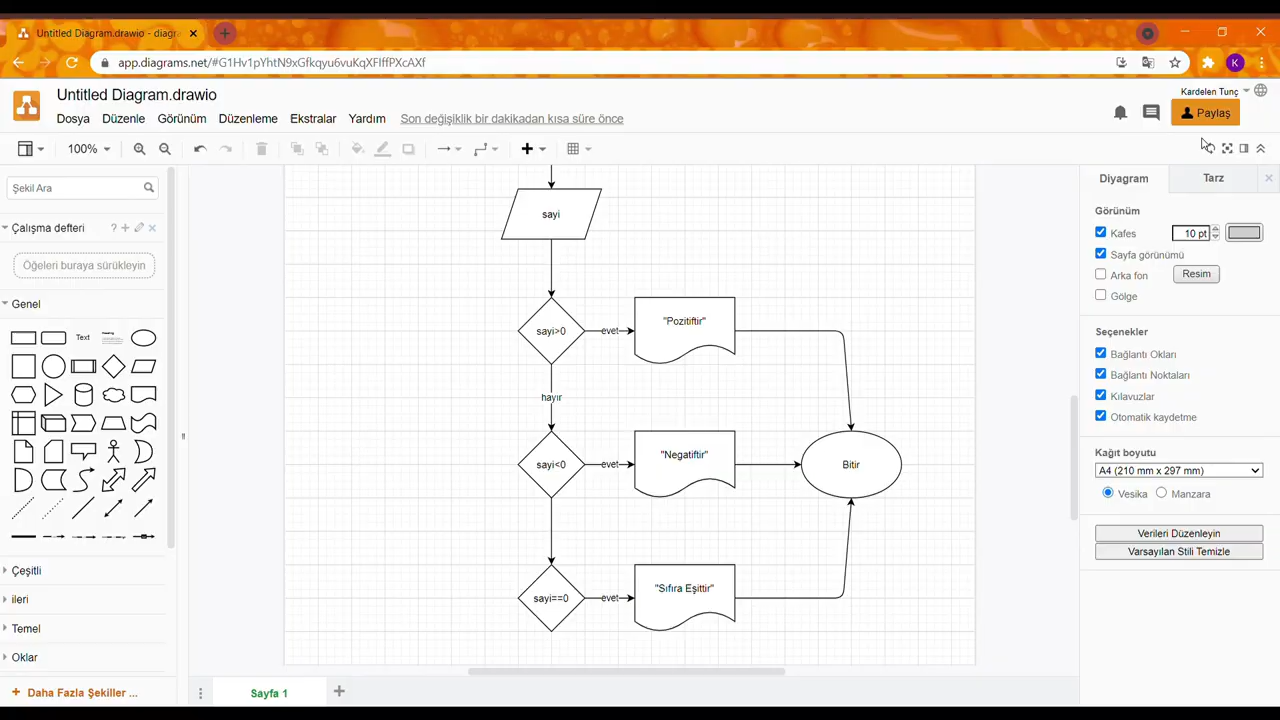 Untitled Diagram.drawio - diagr
app.diagrams.net/#G1Hv1pYhtN9xGfkqyu6vuKqXFIffPXcAXf
K
Untitled Diagram.drawio
Kardelen Tunç
Dosya Düzenle Görünüm Düzenleme Ekstralar Yardım Son değişiklik bir dakikadan kısa süre önce
Paylaş
100%
Şekil Ara
Çalışma defteri
Öğeleri buraya sürükleyin
Genel
Text
Heading
Çeşitli
ileri
Temel
Oklar
Daha Fazla Şekiller ...
sayi
sayi>0
evet
"Pozitiftir"
hayır
sayi<0
evet
"Negatiftir"
Bitir
sayi==0
evet
"Sıfıra Eşittir"
Sayfa 1
Diyagram Tarz
Görünüm
Kafes 10 pt
Sayfa görünümü
Arka fon Resim
Gölge
Seçenekler
Bağlantı Okları
Bağlantı Noktaları
Kılavuzlar
Otomatik kaydetme
Kağıt boyutu
A4 (210 mm x 297 mm)
Vesika Manzara
Verileri Düzenleyin
Varsayılan Stili Temizle